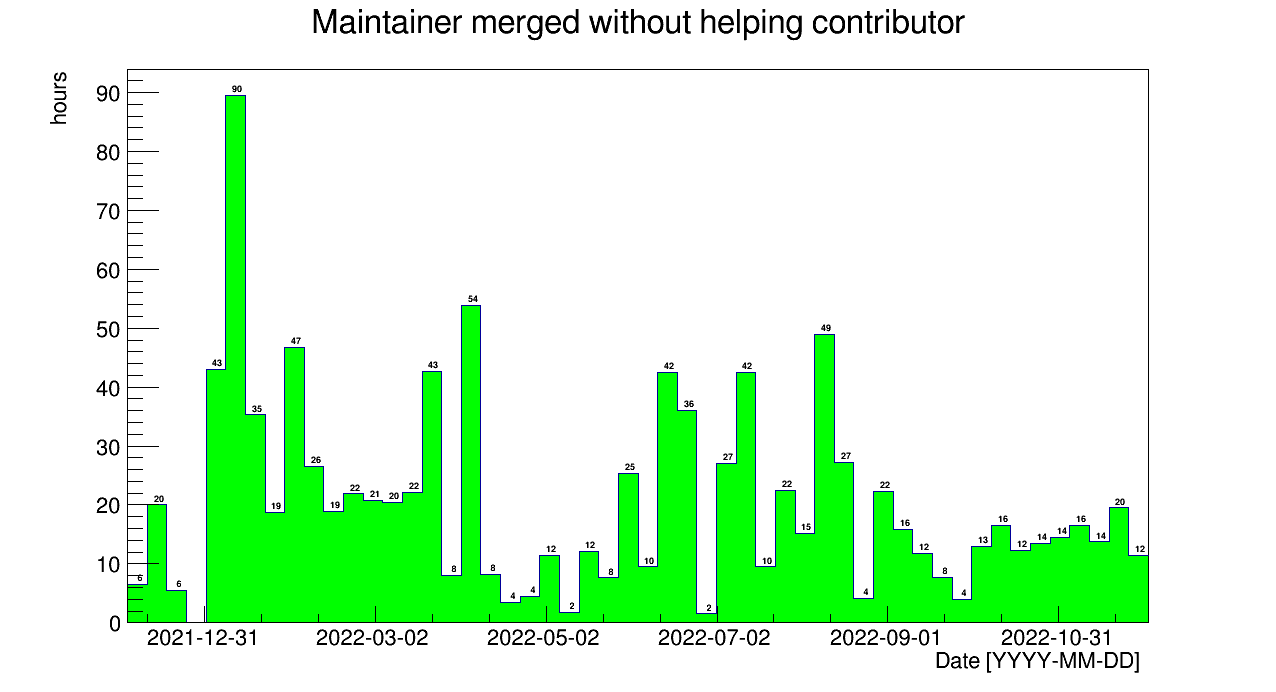 Maintainer merged without helping contributor
hours
90
80
70
60
50
40
30
20
10
0
6 20 6 43 90 35 19 47 26 19 22 21 20 22 43 8 54 8 4 4 12 2 12 8 25 10 42 36 2 27 42 10 22 15 49 27 4 22 16 12 8 4 13 16 12 14 14 16 14 20 12
2021-12-31 2022-03-02 2022-05-02 2022-07-02 2022-09-01 2022-10-31
Date [YYYY-MM-DD]